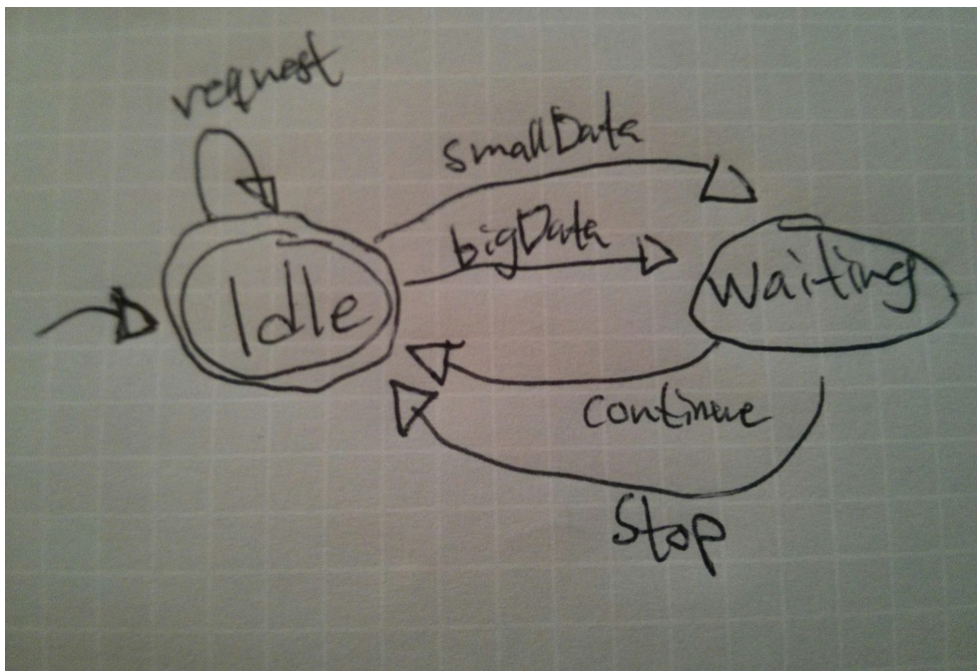 request
smallData
bigData
Idle
Waiting
continue
Stop